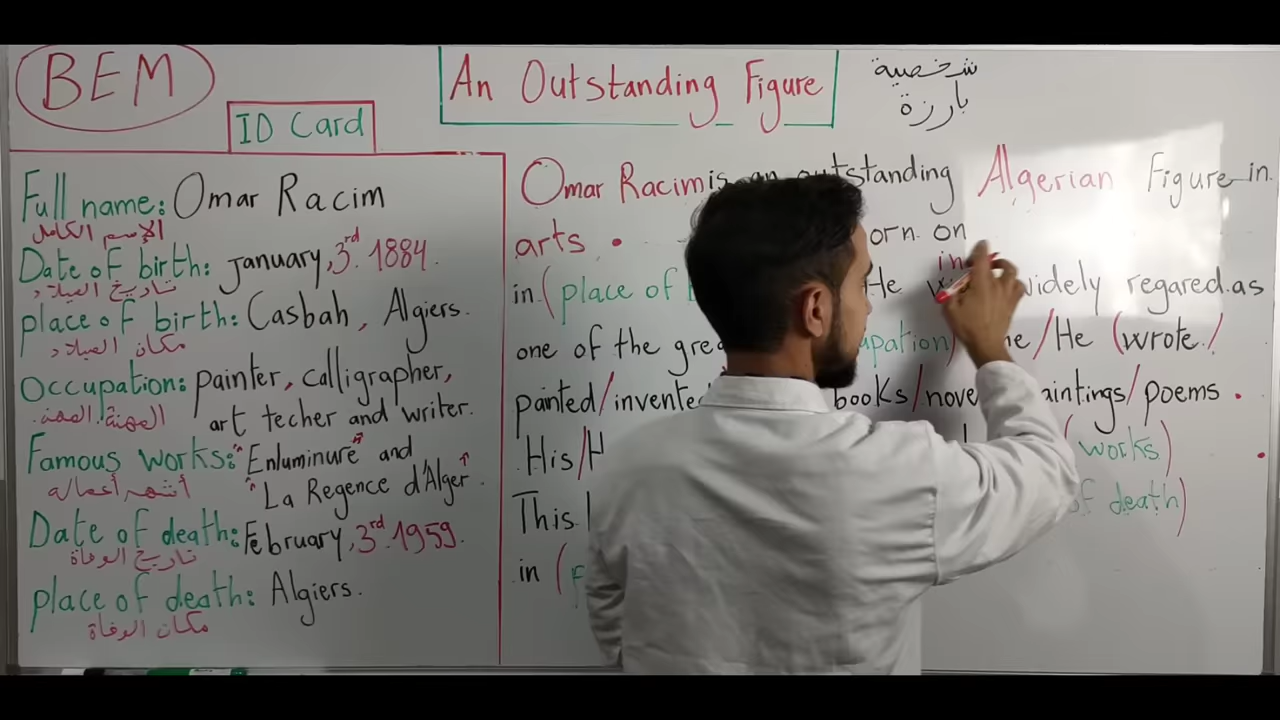 BEM
An Outstanding Figure
شخصية
بارزة
ID Card
Full name: Omar Racim
الإسم الكامل
Date of birth: january, 3rd. 1884.
تاريخ الميلاد
place of birth: Casbah, Algiers.
مكان الميلاد
Occupation: painter, calligrapher,
المهنة. المهن
art techer and writer.
Famous works: "Enluminure" and
أشهر أعماله
"La Regence d'Alger".
Date of death: February, 3rd. 1959.
تاريخ الوفاة
place of death: Algiers.
مكان الوفاة
Omar Racim is an outstanding Algerian Figure in
arts. orn on
in
in (place of He widely regared as
one of the gre upation) he/He (wrote/
painted/invente books/nove aintings/poems.
His/H works)
This of death)
in (